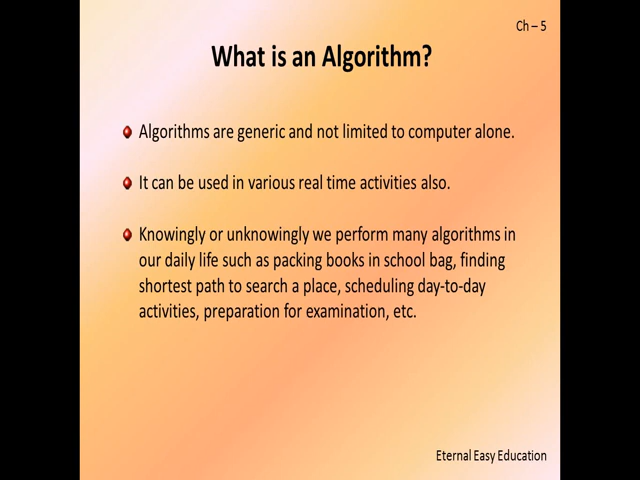 Ch – 5
What is an Algorithm?
Algorithms are generic and not limited to computer alone.
It can be used in various real time activities also.
Knowingly or unknowingly we perform many algorithms in
our daily life such as packing books in school bag, finding
shortest path to search a place, scheduling day-to-day
activities, preparation for examination, etc.
Eternal Easy Education